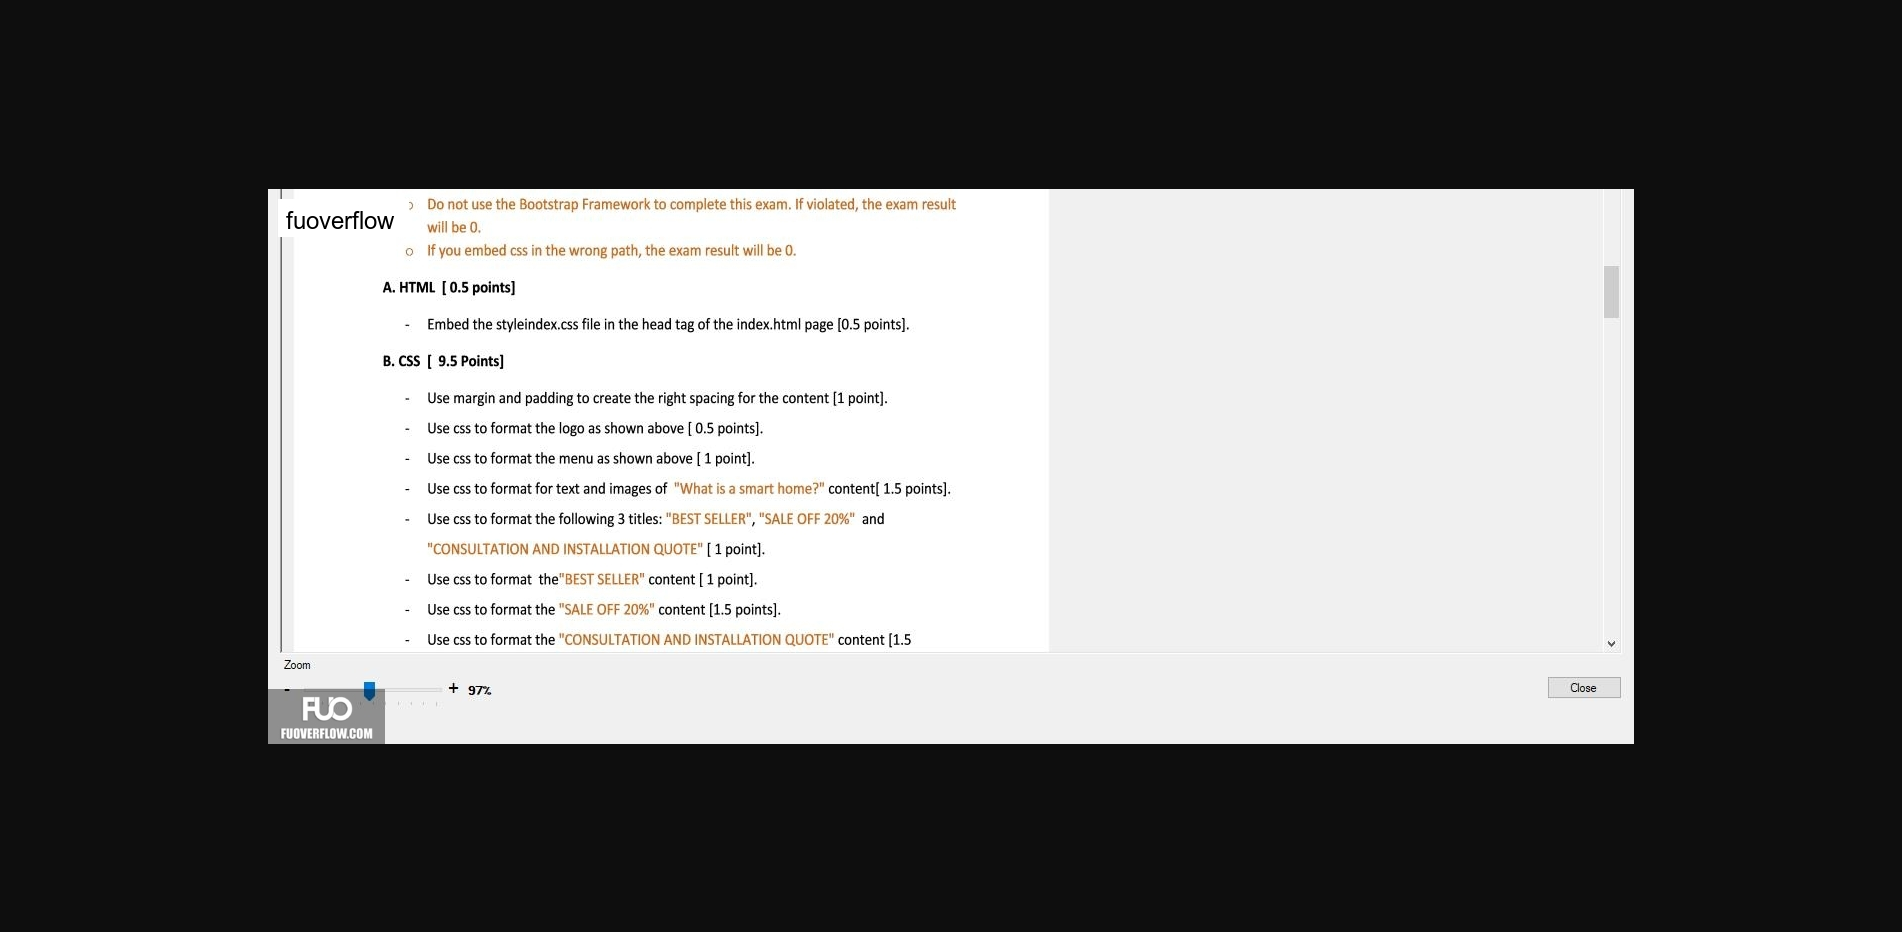 o Do not use the Bootstrap Framework to complete this exam. If violated, the exam result
will be 0.
fuoverflow
o If you embed css in the wrong path, the exam result will be 0.
A. HTML [ 0.5 points]
- Embed the styleindex.css file in the head tag of the index.html page [0.5 points].
B. CSS [ 9.5 Points]
- Use margin and padding to create the right spacing for the content [1 point].
- Use css to format the logo as shown above [ 0.5 points].
- Use css to format the menu as shown above [ 1 point].
- Use css to format for text and images of "What is a smart home?" content[ 1.5 points].
- Use css to format the following 3 titles: "BEST SELLER", "SALE OFF 20%" and
"CONSULTATION AND INSTALLATION QUOTE" [ 1 point].
- Use css to format the"BEST SELLER" content [ 1 point].
- Use css to format the "SALE OFF 20%" content [1.5 points].
- Use css to format the "CONSULTATION AND INSTALLATION QUOTE" content [1.5
Zoom
- + 97%
Close
FUO
FUOVERFLOW.COM